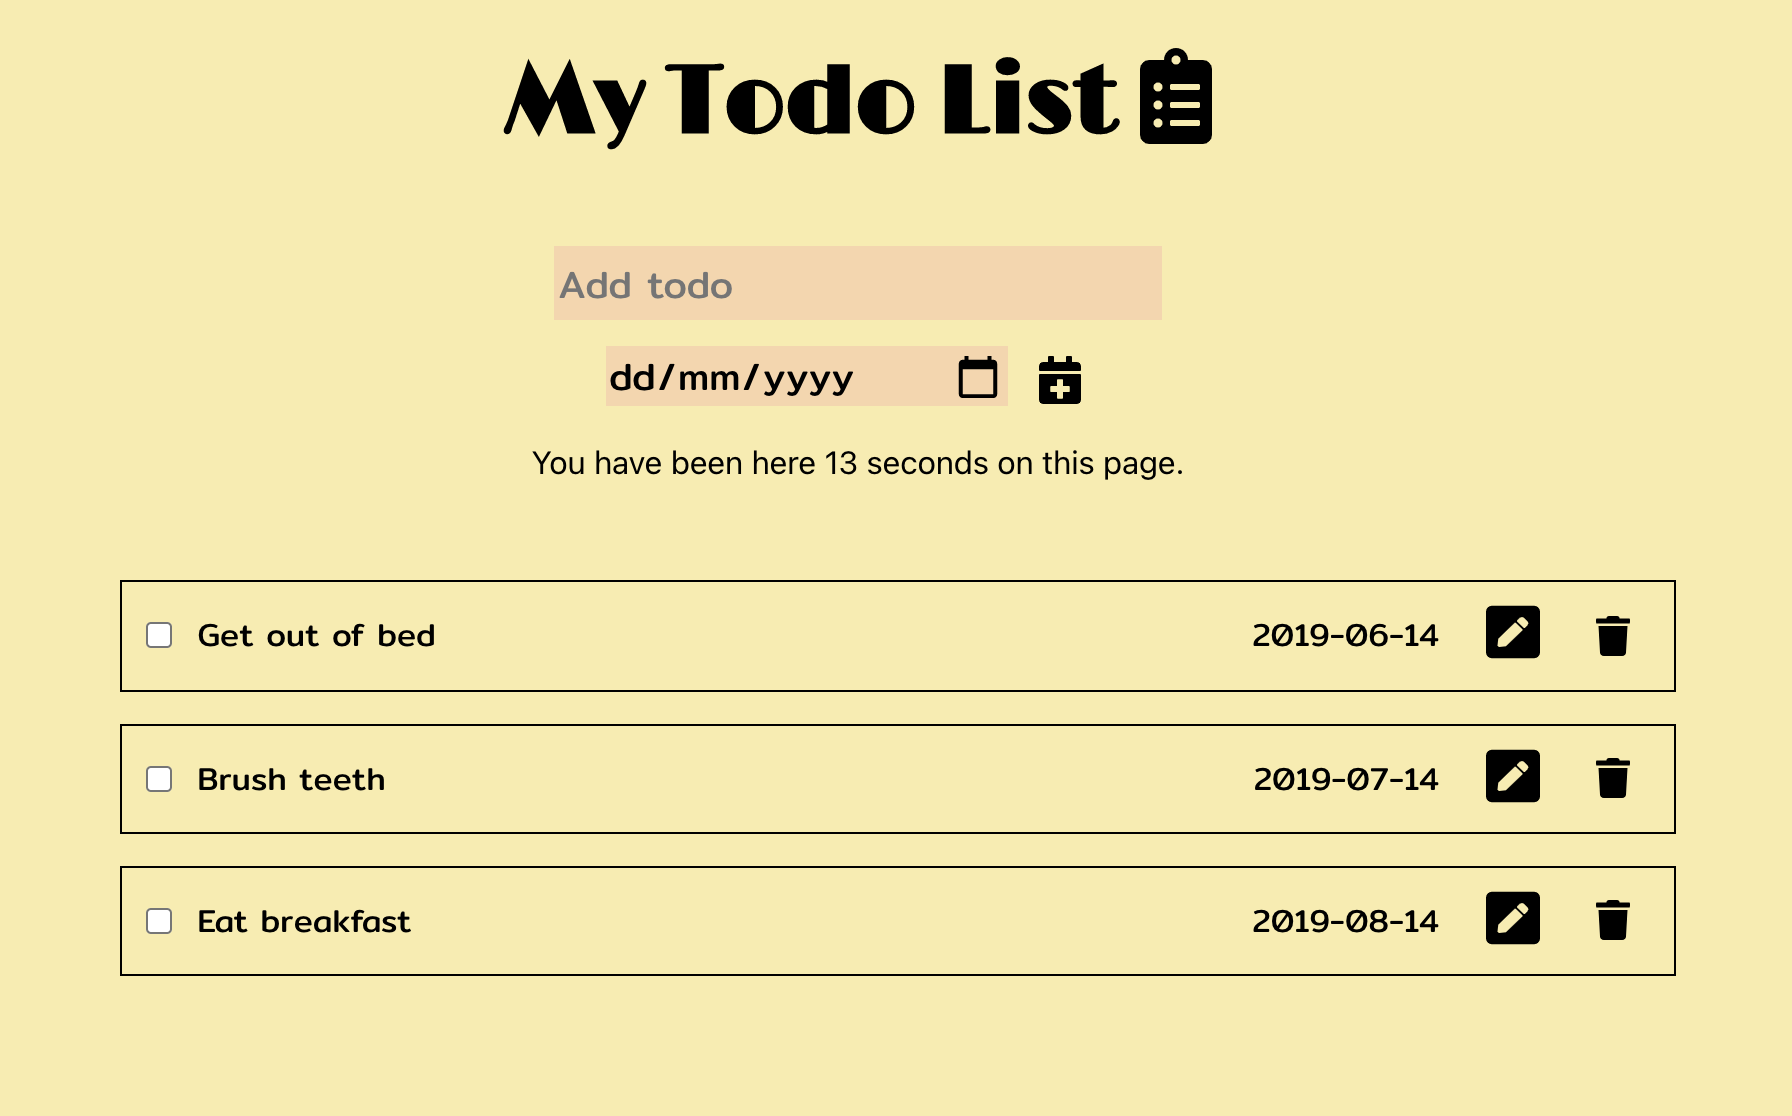 My Todo List
Add todo
dd/mm/yyyy
You have been here 13 seconds on this page.
Get out of bed 2019-06-14
Brush teeth 2019-07-14
Eat breakfast 2019-08-14